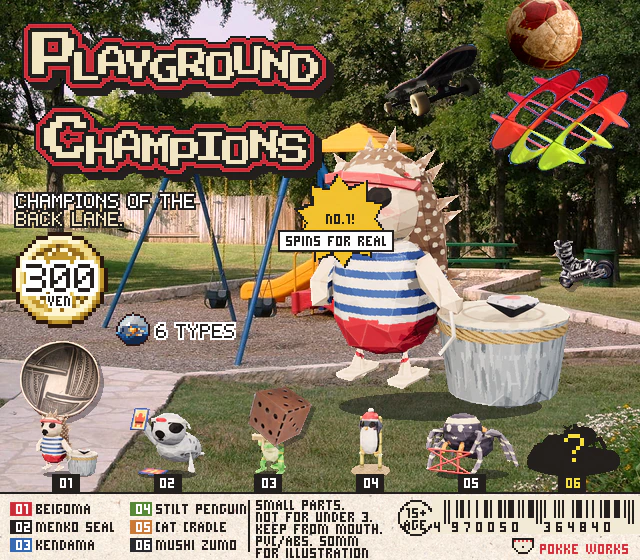 PLAYGROUND
CHAMPIONS
CHAMPIONS OF THE
BACK LANE
300
YEN
6 TYPES
NO.1!
SPINS FOR REAL
?
01
02
03
04
05
06
01 BEIGOMA
02 MENKO SEAL
03 KENDAMA
04 STILT PENGUIN
05 CAT CRADLE
06 MUSHI ZUMO
SMALL PARTS.
NOT FOR UNDER 3.
KEEP FROM MOUTH.
PVC/ABS. 50MM
FOR ILLUSTRATION
15+
AGE
4 970050 364840
POKKE WORKS